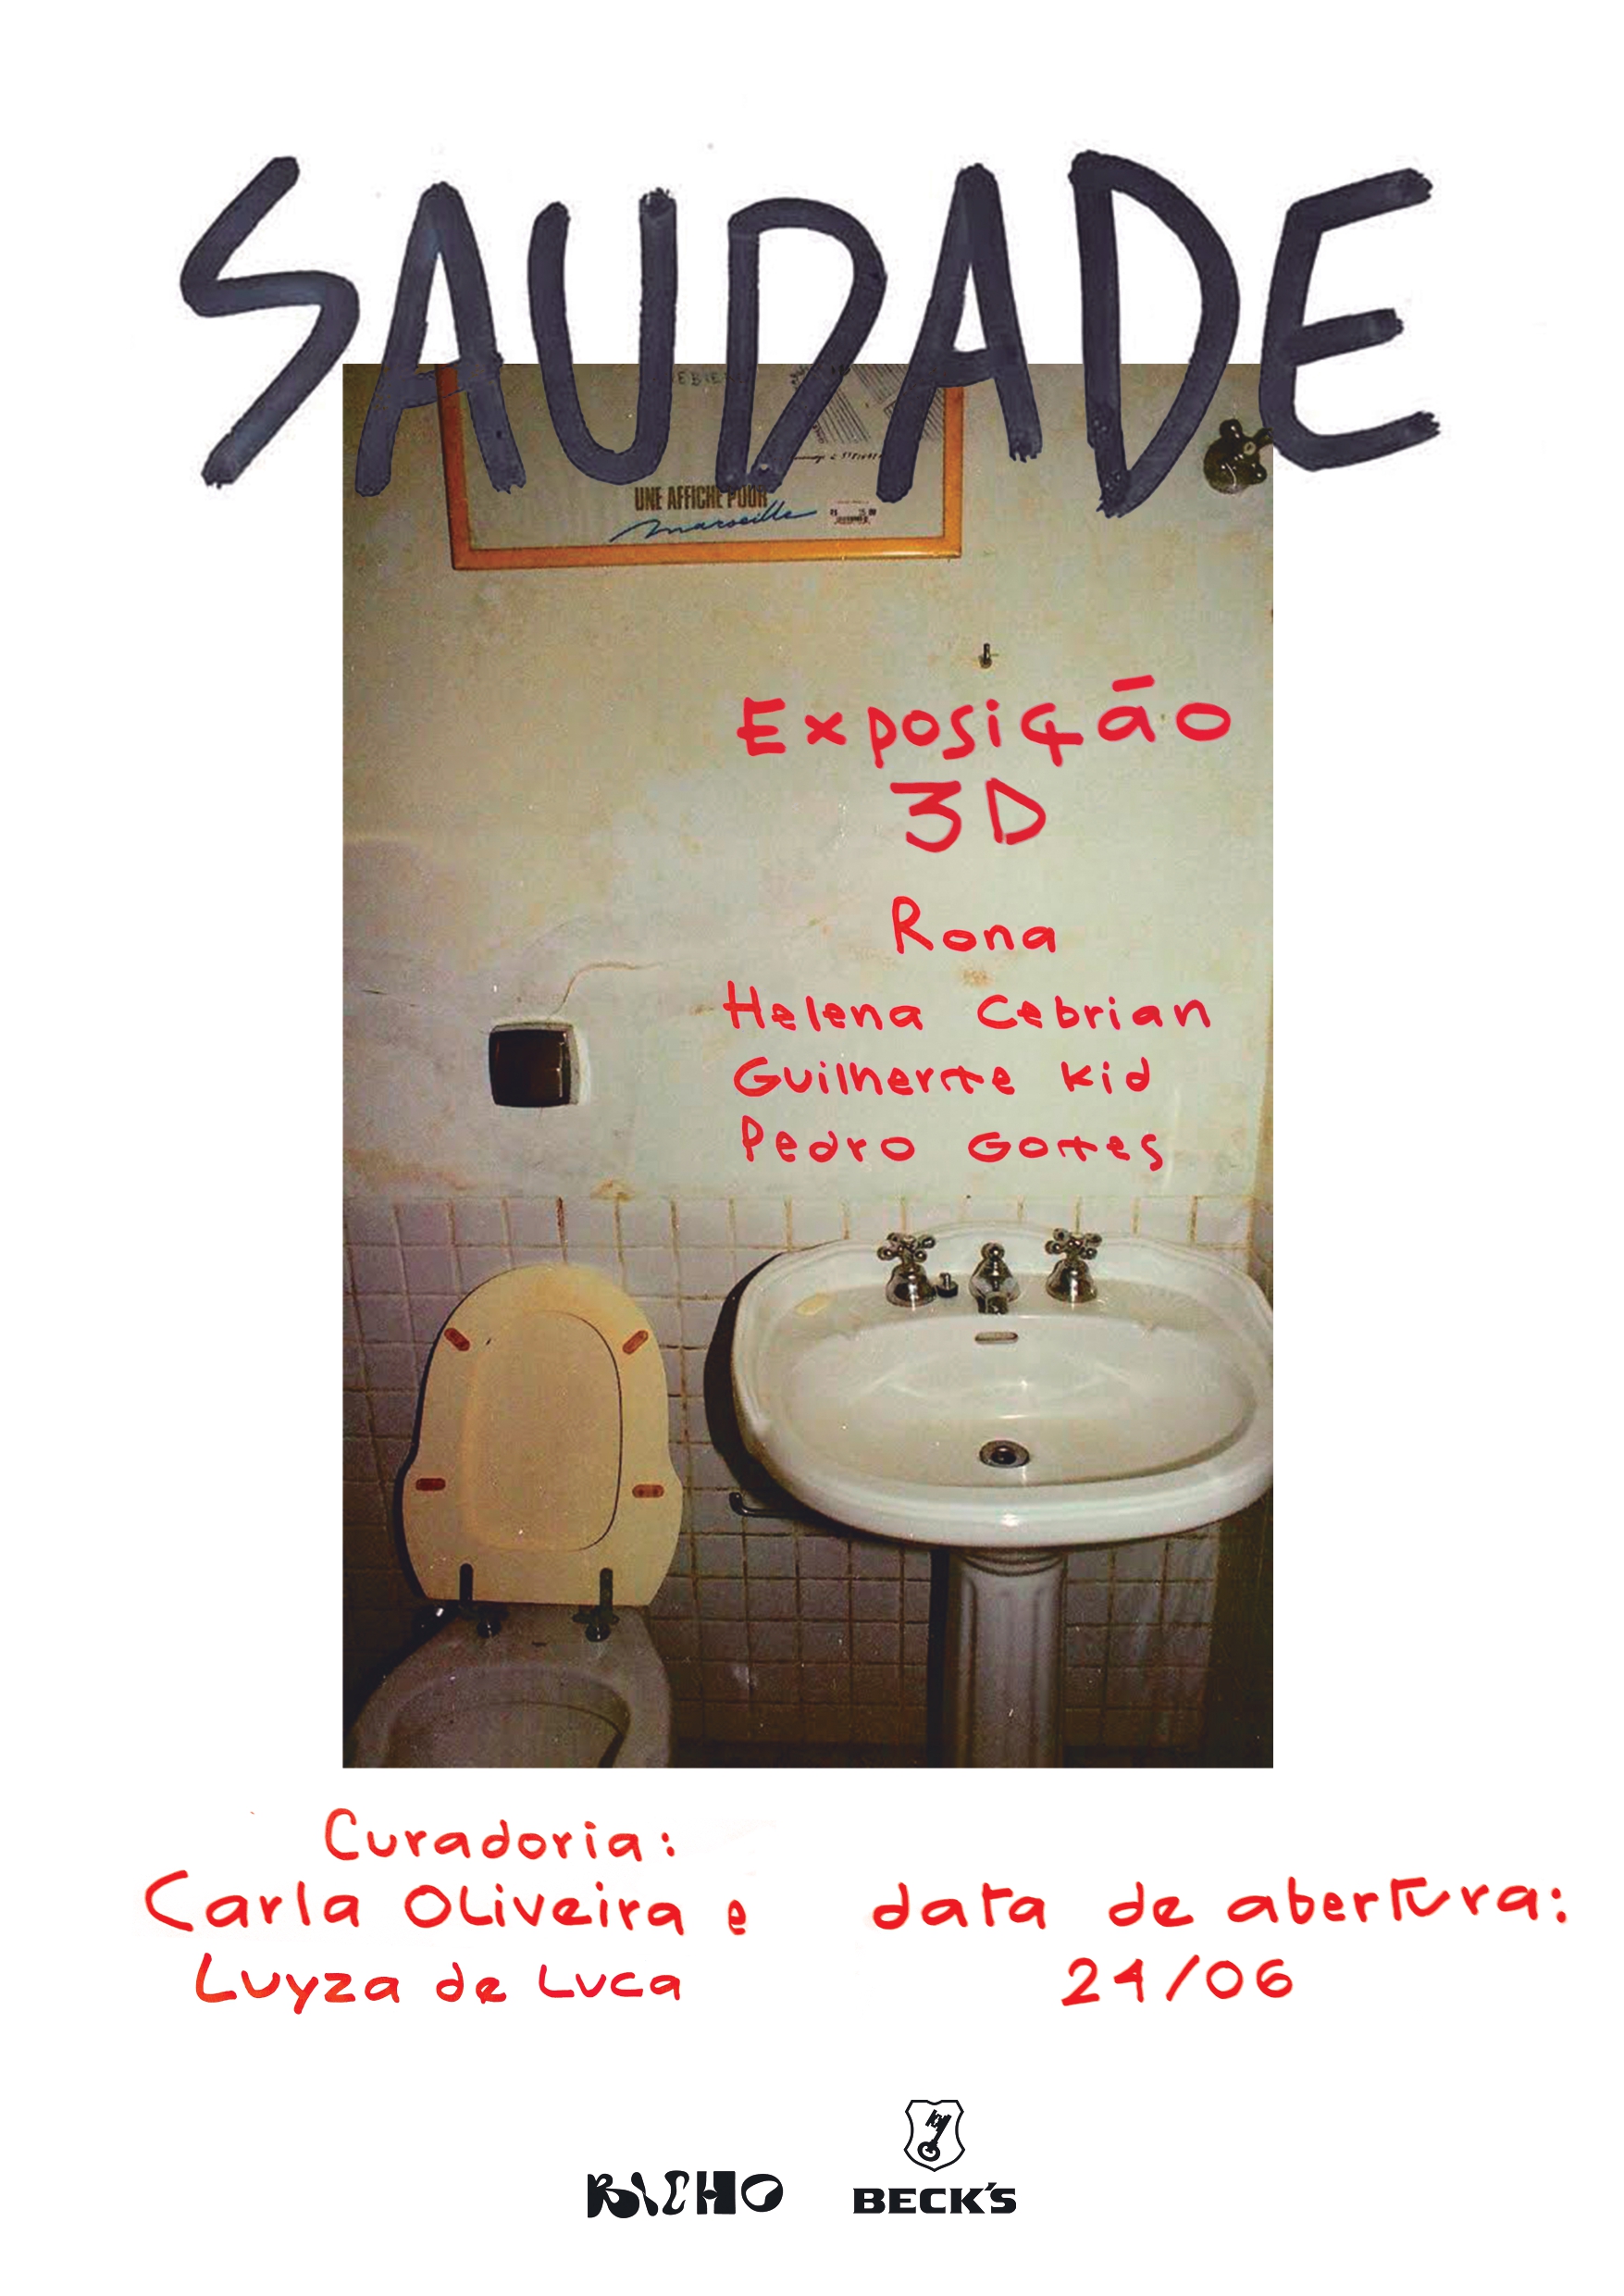 SAUDADE
UNE AFFICHE POUR
marseille
Exposição
3D
Rona
Helena Cebrian
Guilherme Kid
Pedro Gomes
Curadoria:
Carla Oliveira e
Luyza de Luca
data de abertura:
24/06
BICHO
BECK'S